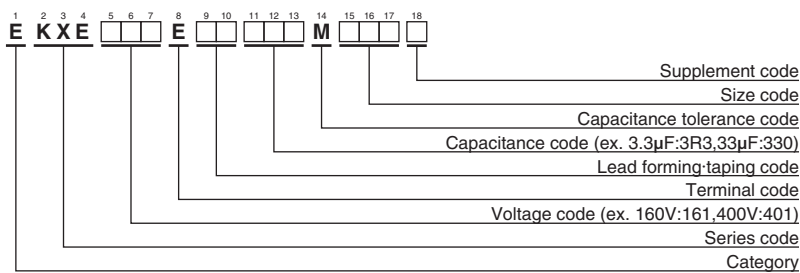 1 2 3 4 5 6 7 8 9 10 11 12 13 14 15 16 17 18
E KXE □□□ E □□ □□□ M □□□ □
Supplement code
Size code
Capacitance tolerance code
Capacitance code (ex. 3.3μF:3R3,33μF:330)
Lead forming·taping code
Terminal code
Voltage code (ex. 160V:161,400V:401)
Series code
Category